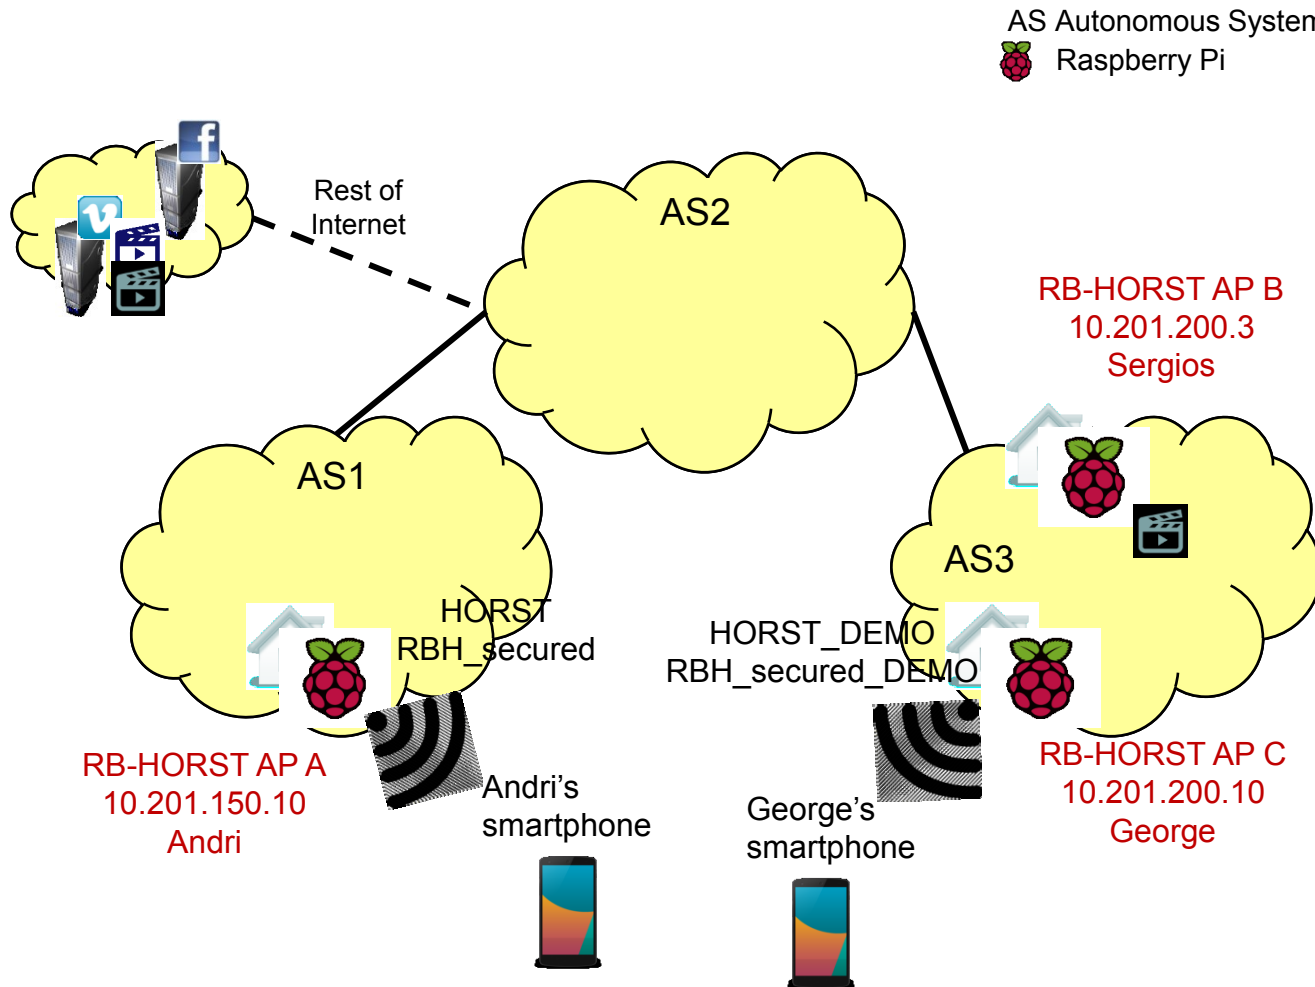 AS Autonomous System
Raspberry Pi
f
Rest of
Internet
v
AS2
RB-HORST AP B
10.201.200.3
Sergios
AS1
AS3
HORST
RBH_secured
HORST_DEMO
RBH_secured_DEMO
RB-HORST AP A
10.201.150.10
Andri
Andri's
smartphone
George's
smartphone
RB-HORST AP C
10.201.200.10
George